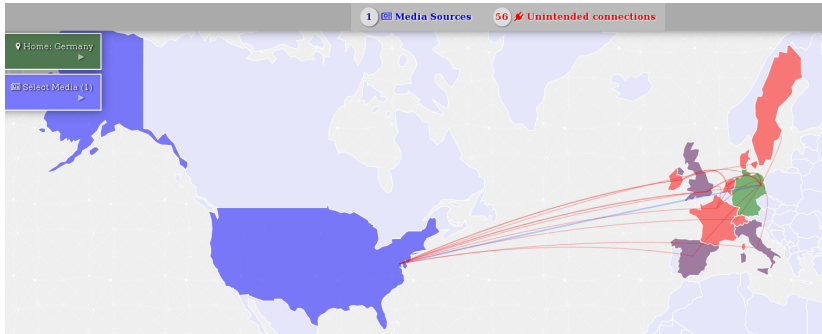 1 Media Sources 56 Unintended connections
Home: Germany
▶
Select Media (1)
▶